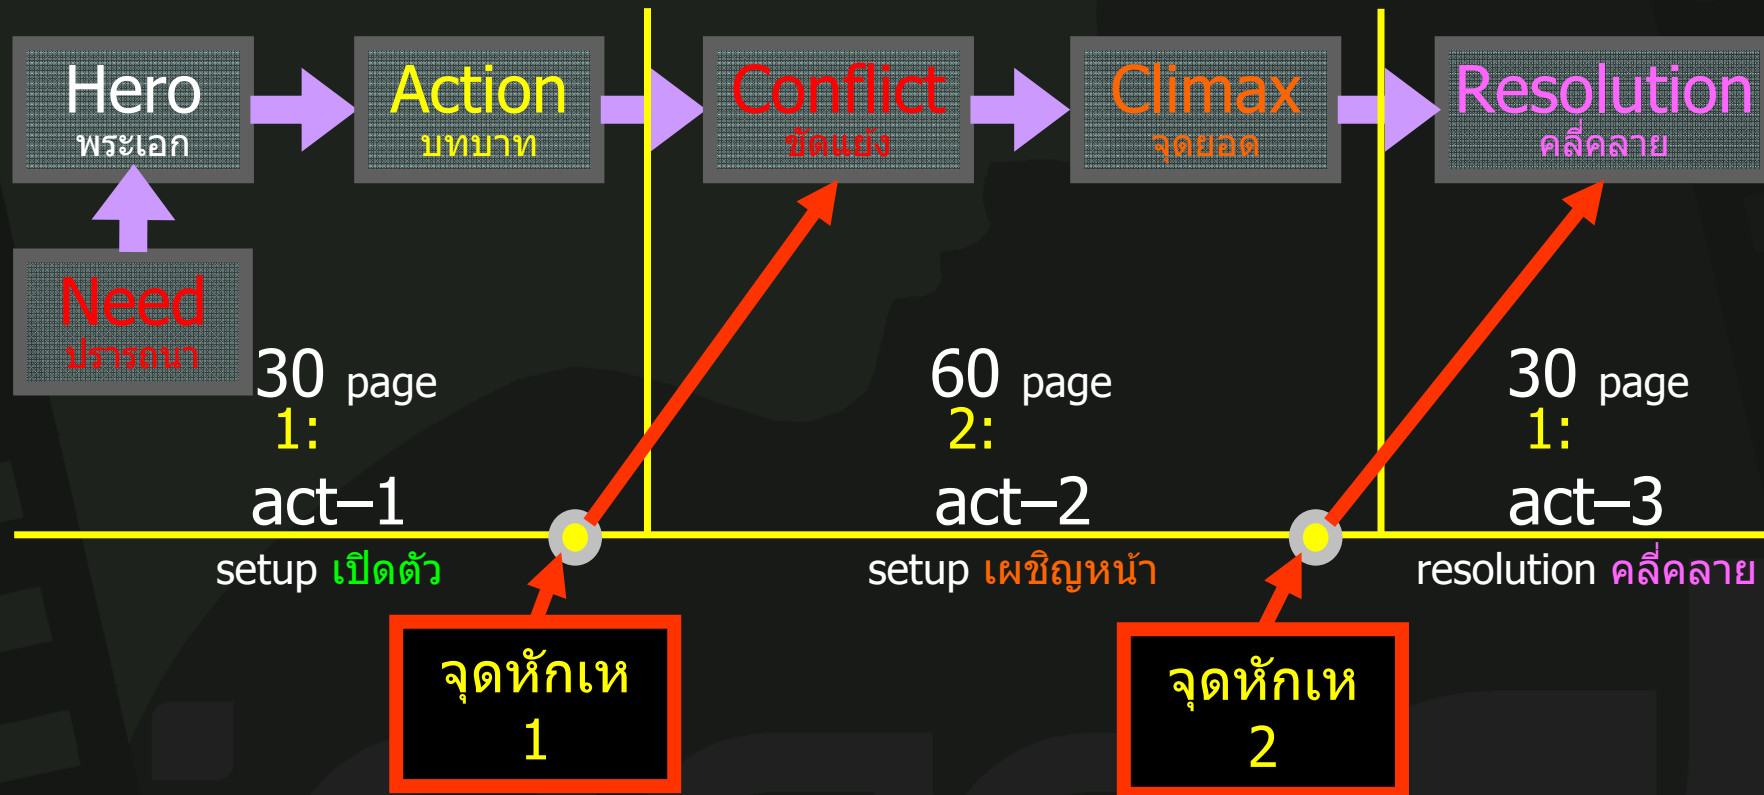 Hero
พระเอก
Action
บทบาท
Conflict
ขัดแย้ง
Climax
จุดยอด
Resolution
คลี่คลาย
Need
ปรารถนา
30 page
1:
act–1
60 page
2:
act–2
30 page
1:
act–3
setup เปิดตัว
setup เผชิญหน้า
resolution คลี่คลาย
จุดหักเห
1
จุดหักเห
2